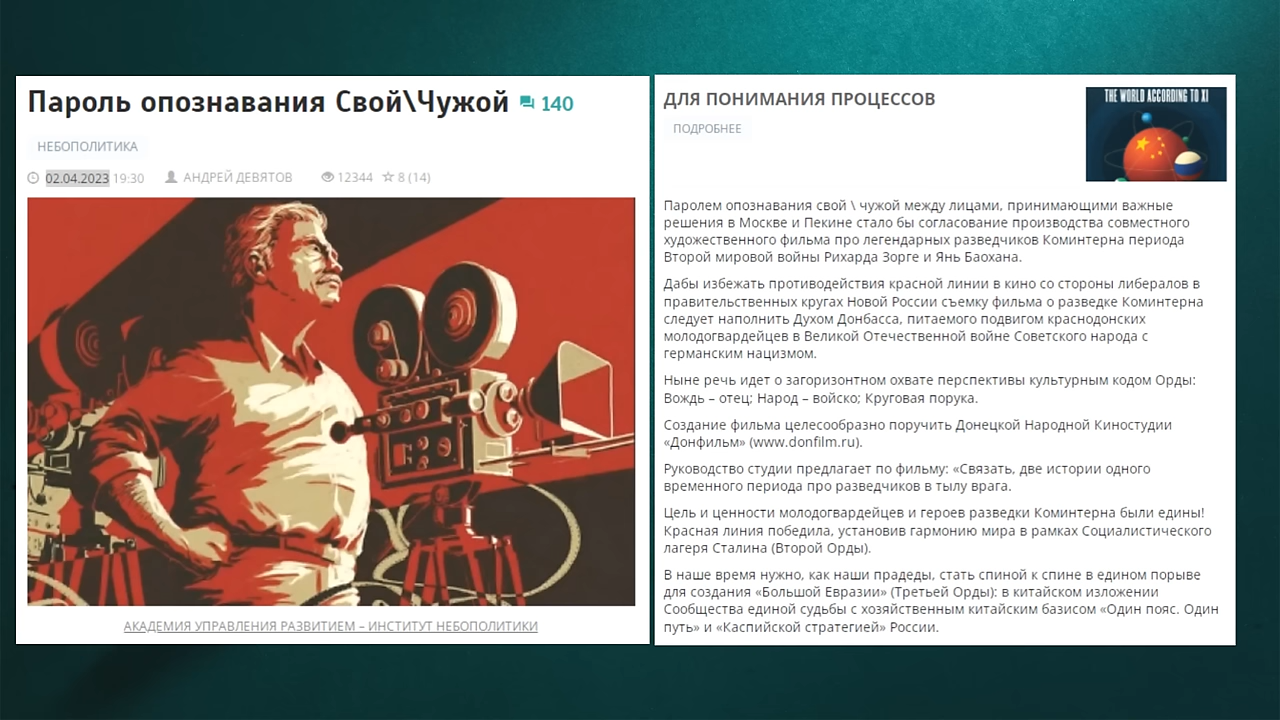 Пароль опознавания Свой\Чужой 140
НЕБОПОЛИТИКА
02.04.2023 19:30 АНДРЕЙ ДЕВЯТОВ 12344 8 (14)
АКАДЕМИЯ УПРАВЛЕНИЯ РАЗВИТИЕМ – ИНСТИТУТ НЕБОПОЛИТИКИ
ДЛЯ ПОНИМАНИЯ ПРОЦЕССОВ
ПОДРОБНЕЕ
THE WORLD ACCORDING TO XI
Паролем опознавания свой \ чужой между лицами, принимающими важные
решения в Москве и Пекине стало бы согласование производства совместного
художественного фильма про легендарных разведчиков Коминтерна периода
Второй мировой войны Рихарда Зорге и Янь Баохана.
Дабы избежать противодействия красной линии в кино со стороны либералов в
правительственных кругах Новой России съемку фильма о разведке Коминтерна
следует наполнить Духом Донбасса, питаемого подвигом краснодонских
молодогвардейцев в Великой Отечественной войне Советского народа с
германским нацизмом.
Ныне речь идет о загоризонтном охвате перспективы культурным кодом Орды:
Вождь – отец; Народ – войско; Круговая порука.
Создание фильма целесообразно поручить Донецкой Народной Киностудии
«Донфильм» (www.donfilm.ru).
Руководство студии предлагает по фильму: «Связать, две истории одного
временного периода про разведчиков в тылу врага.
Цель и ценности молодогвардейцев и героев разведки Коминтерна были едины!
Красная линия победила, установив гармонию мира в рамках Социалистического
лагеря Сталина (Второй Орды).
В наше время нужно, как наши прадеды, стать спиной к спине в едином порыве
для создания «Большой Евразии» (Третьей Орды): в китайском изложении
Сообщества единой судьбы с хозяйственным китайским базисом «Один пояс. Один
путь» и «Каспийской стратегией» России.